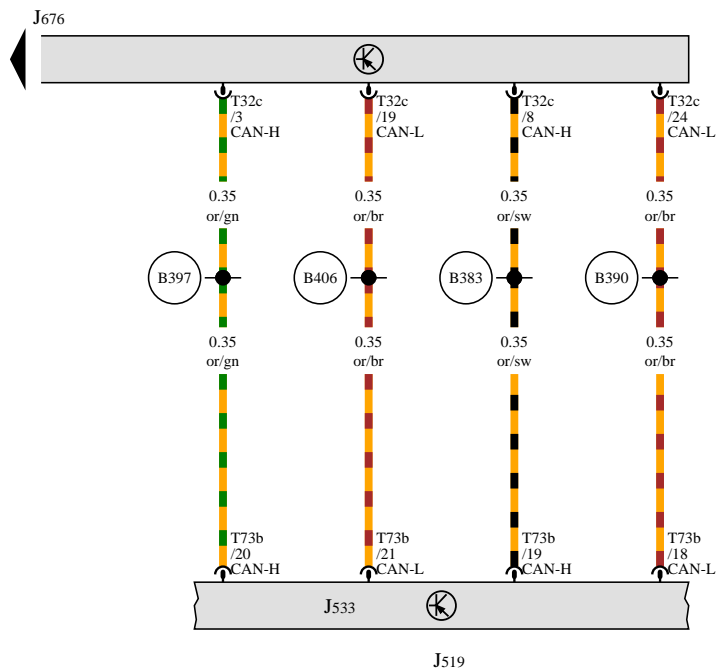 J676
T32c
/3
CAN-H
T32c
/19
CAN-L
T32c
/8
CAN-H
T32c
/24
CAN-L
0.35
or/gn
0.35
or/br
0.35
or/sw
0.35
or/br
B397
B406
B383
B390
0.35
or/gn
0.35
or/br
0.35
or/sw
0.35
or/br
T73b
/20
CAN-H
T73b
/21
CAN-L
T73b
/19
CAN-H
T73b
/18
CAN-L
J533
J519